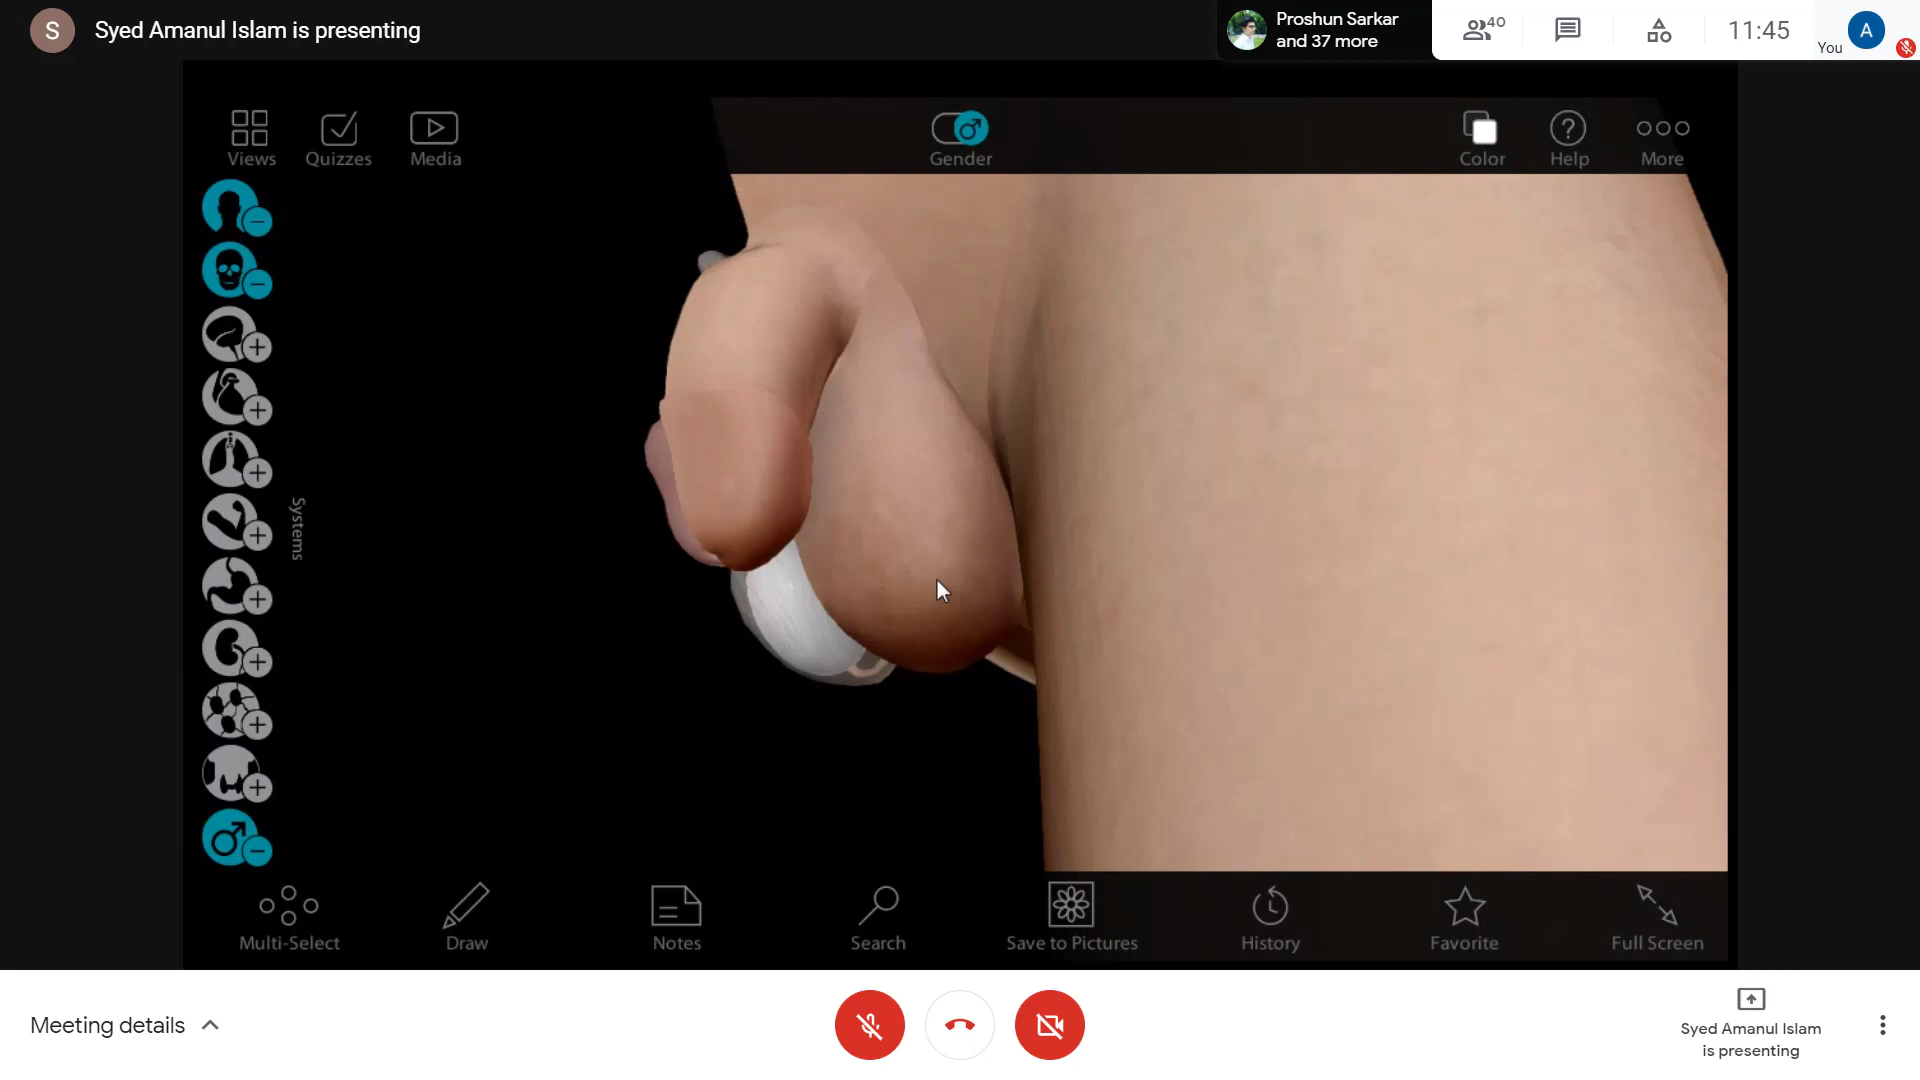 S
Syed Amanul Islam is presenting
Proshun Sarkar
and 37 more
40
11:45
You
A
Views
Quizzes
Media
Gender
Color
Help
More
Systems
Multi-Select
Draw
Notes
Search
Save to Pictures
History
Favorite
Full Screen
Meeting details
Syed Amanul Islam
is presenting